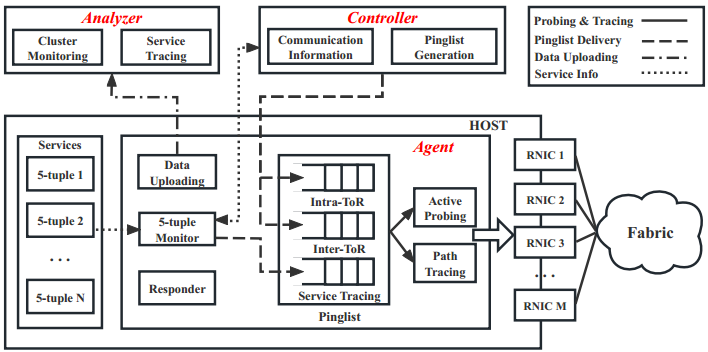 Analyzer
Cluster
Monitoring
Service
Tracing
Controller
Communication
Information
Pinglist
Generation
Probing & Tracing
Pinglist Delivery
Data Uploading
Service Info
HOST
Services
5-tuple 1
5-tuple 2
...
5-tuple N
Agent
Data
Uploading
5-tuple
Monitor
Responder
Intra-ToR
Inter-ToR
Service Tracing
Pinglist
Active
Probing
Path
Tracing
RNIC 1
RNIC 2
RNIC 3
...
RNIC M
Fabric